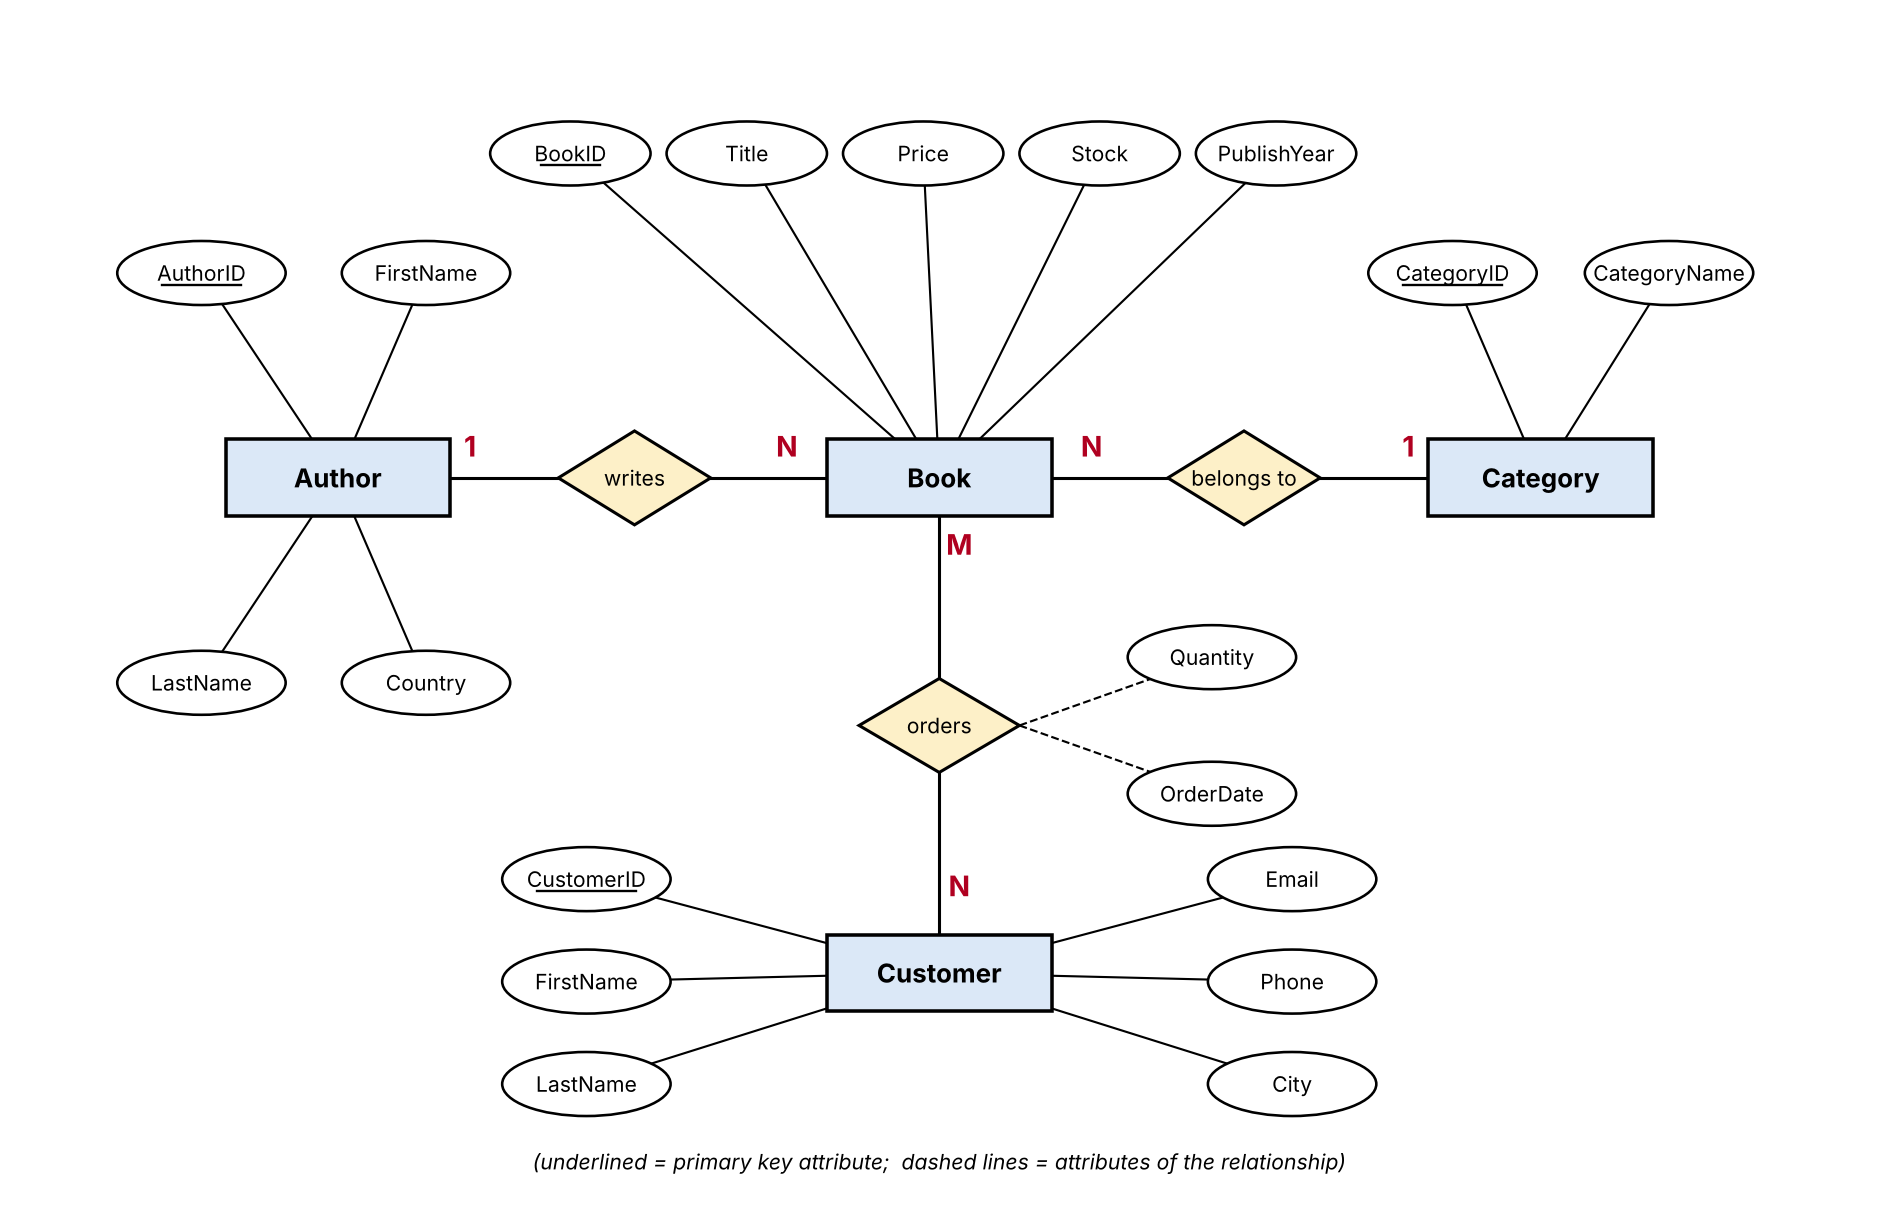 BookID
Title
Price
Stock
PublishYear
AuthorID
FirstName
CategoryID
CategoryName
1
N
N
1
Author
writes
Book
belongs to
Category
M
Quantity
LastName
Country
orders
OrderDate
CustomerID
N
Email
Customer
FirstName
Phone
LastName
City
(underlined = primary key attribute;  dashed lines = attributes of the relationship)